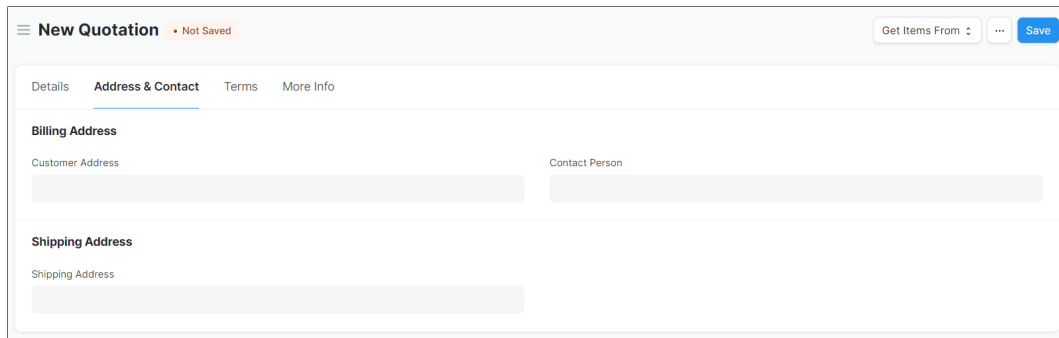 New Quotation • Not Saved Get Items From ... Save
Details Address & Contact Terms More Info
Billing Address
Customer Address Contact Person
Shipping Address
Shipping Address